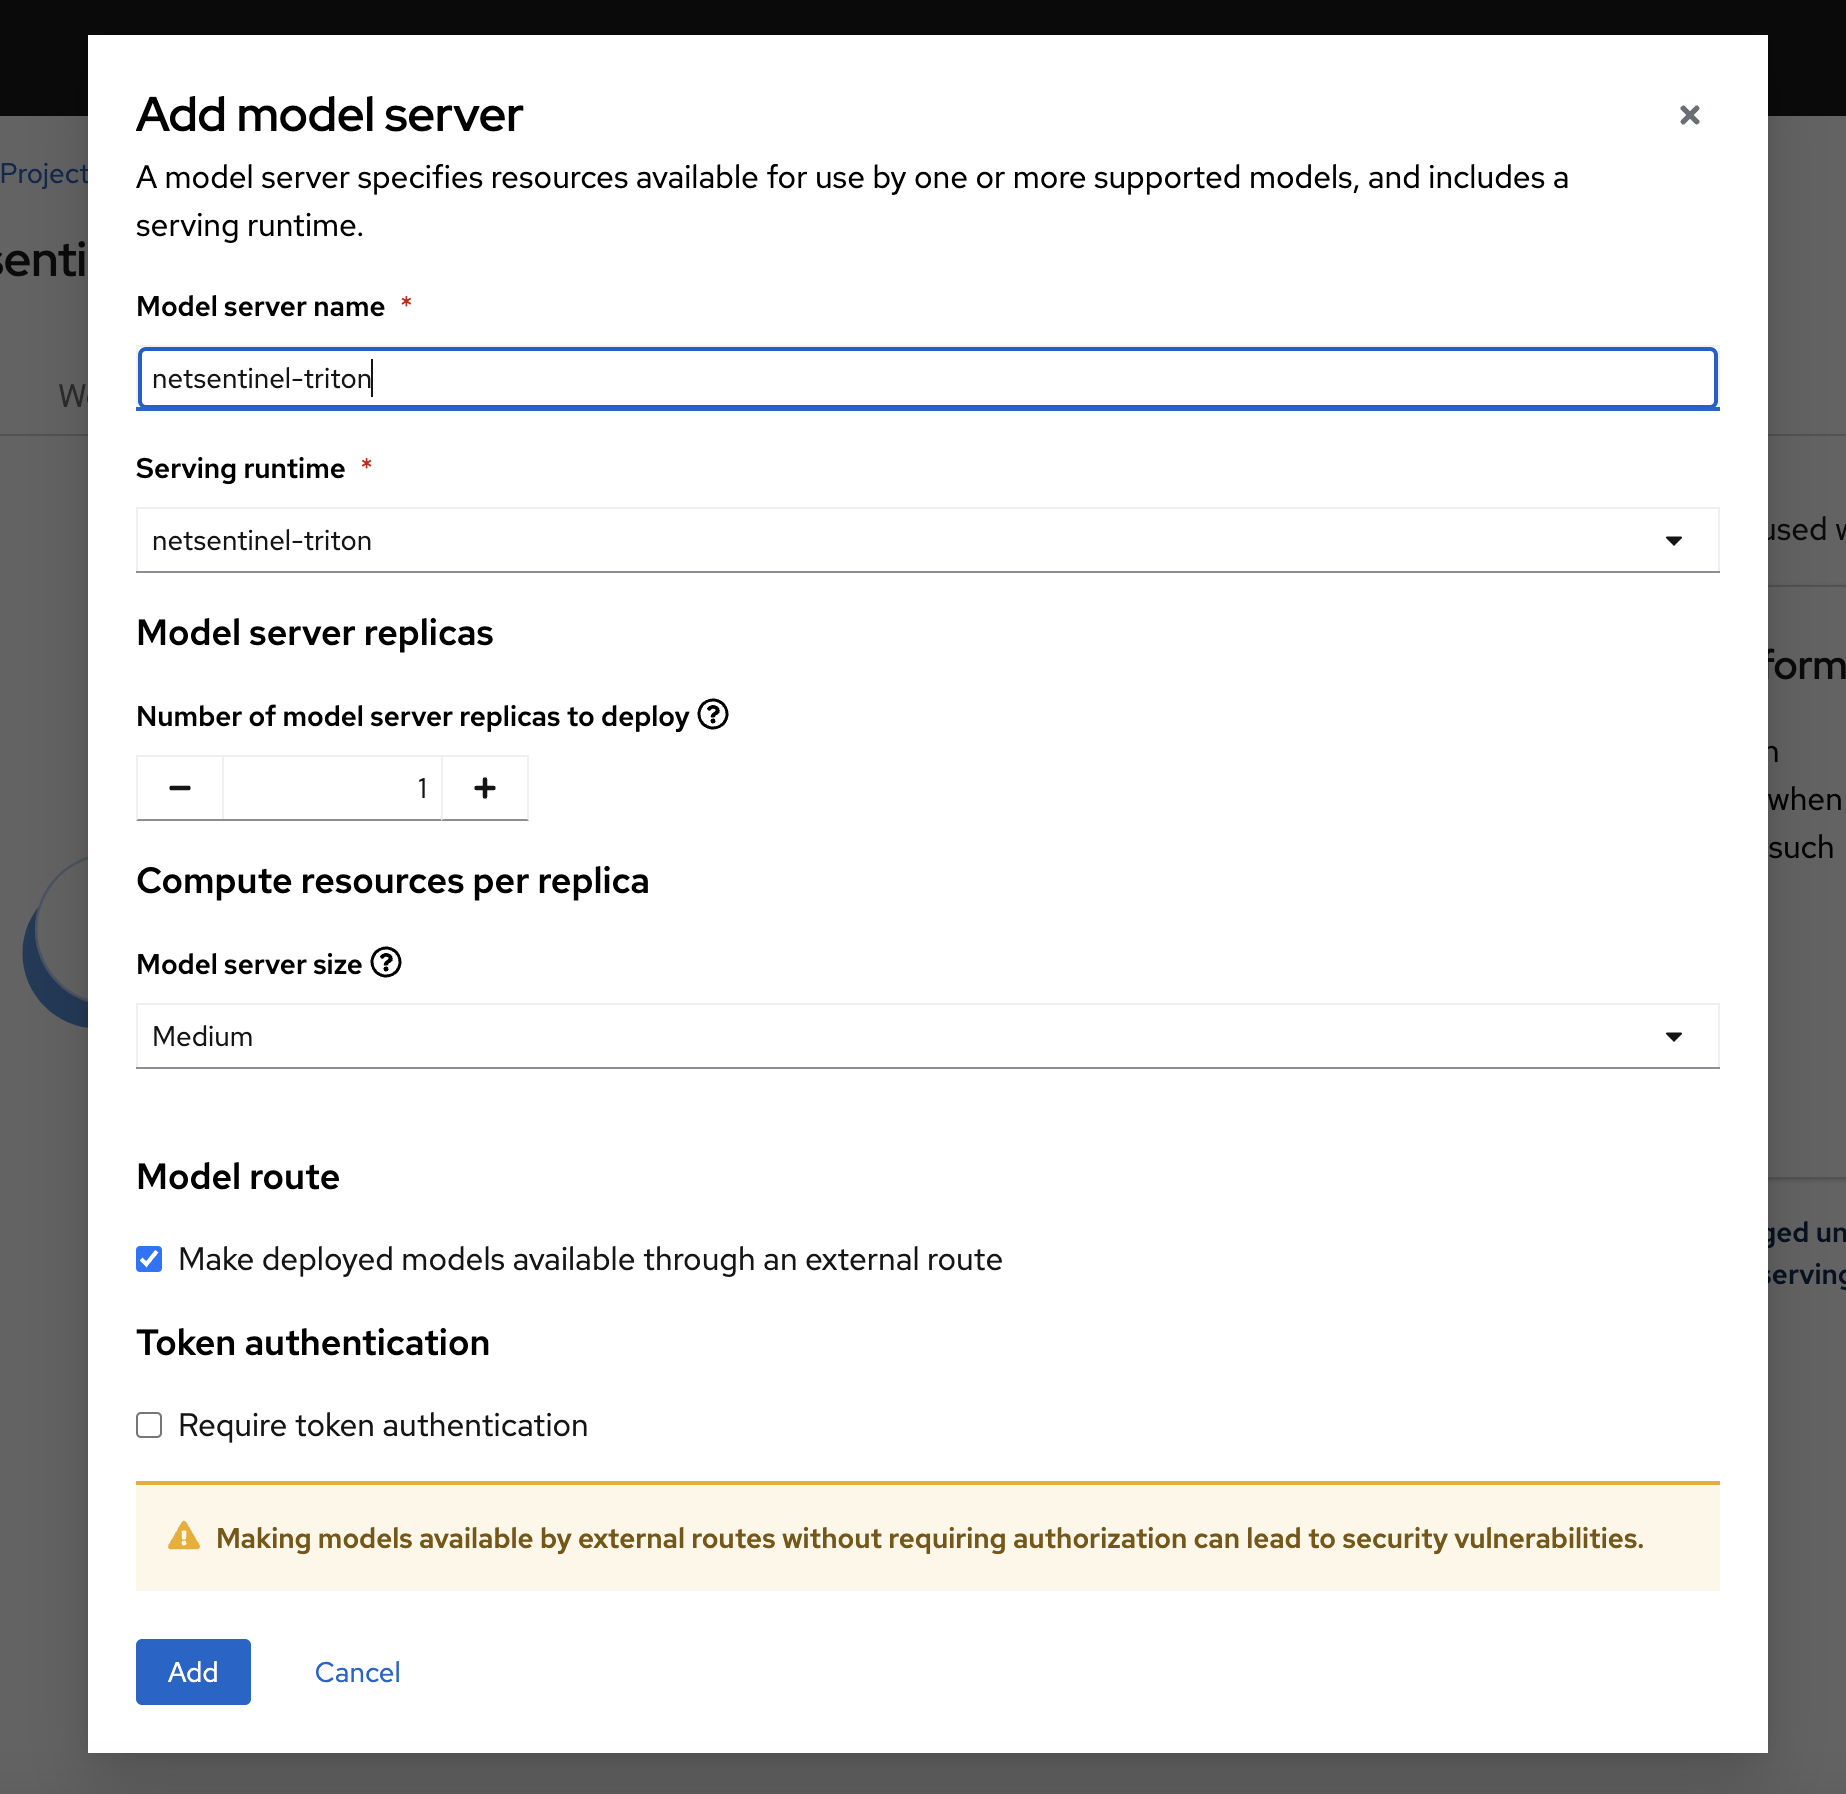 Add model server
A model server specifies resources available for use by one or more supported models, and includes a
serving runtime.
Model server name *
netsentinel-triton
Serving runtime *
netsentinel-triton
Model server replicas
Number of model server replicas to deploy
1
Compute resources per replica
Model server size
Medium
Model route
Make deployed models available through an external route
Token authentication
Require token authentication
Making models available by external routes without requiring authorization can lead to security vulnerabilities.
Add Cancel
Project
used
when
such